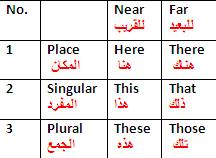 No. Near Far
للقريب للبعيد
1 Place Here There
المكان هنا هناك
2 Singular This That
المفرد هذا ذلك
3 Plural These Those
الجمع هذه تلك